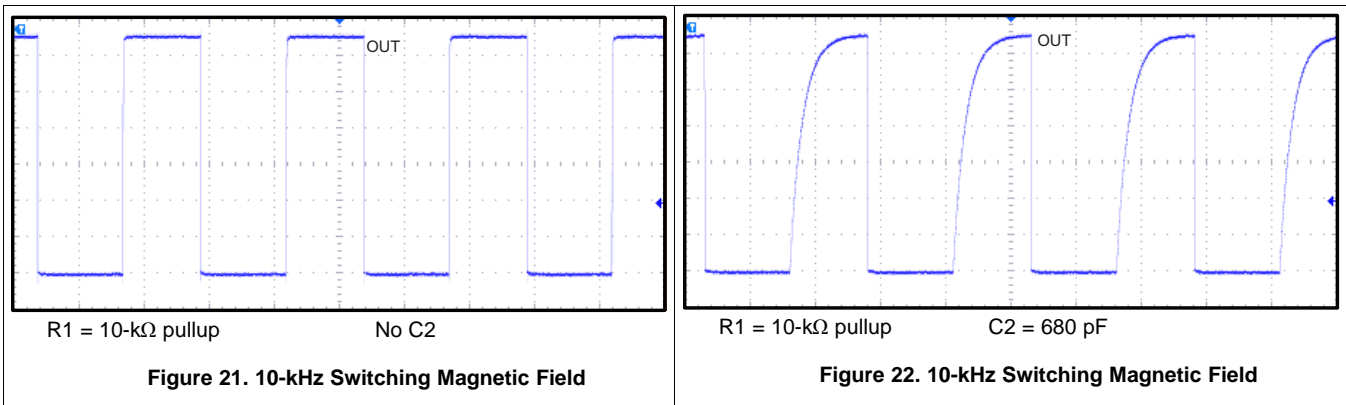 OUT
R1 = 10-kΩ pullup No C2
Figure 21. 10-kHz Switching Magnetic Field
OUT
R1 = 10-kΩ pullup C2 = 680 pF
Figure 22. 10-kHz Switching Magnetic Field